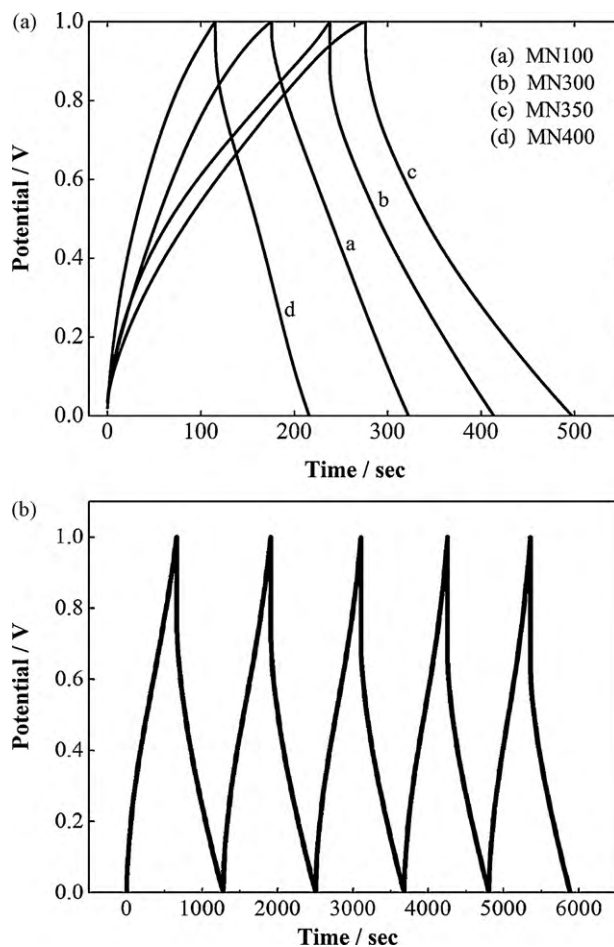 (a)
1.0
0.8
0.6
0.4
0.2
0.0
Potential / V
(a) MN100
(b) MN300
(c) MN350
(d) MN400
c
b
a
d
0 100 200 300 400 500
Time / sec
(b)
1.0
0.8
0.6
0.4
0.2
0.0
Potential / V
0 1000 2000 3000 4000 5000 6000
Time / sec